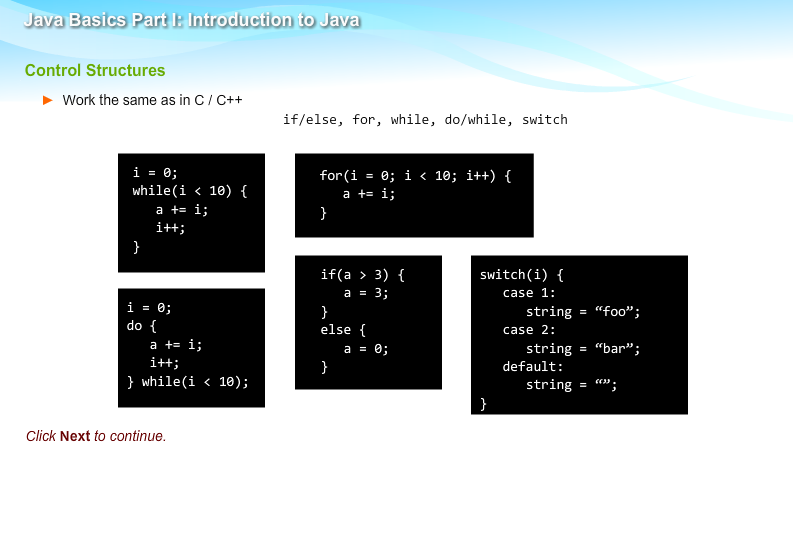 Java Basics Part I: Introduction to Java
Control Structures
► Work the same as in C / C++
if/else, for, while, do/while, switch
i = 0;
while(i < 10) {
   a += i;
   i++;
}
for(i = 0; i < 10; i++) {
   a += i;
}
i = 0;
do {
   a += i;
   i++;
} while(i < 10);
if(a > 3) {
   a = 3;
}
else {
   a = 0;
}
switch(i) {
   case 1:
      string = “foo”;
   case 2:
      string = “bar”;
   default:
      string = “”;
}
Click Next to continue.